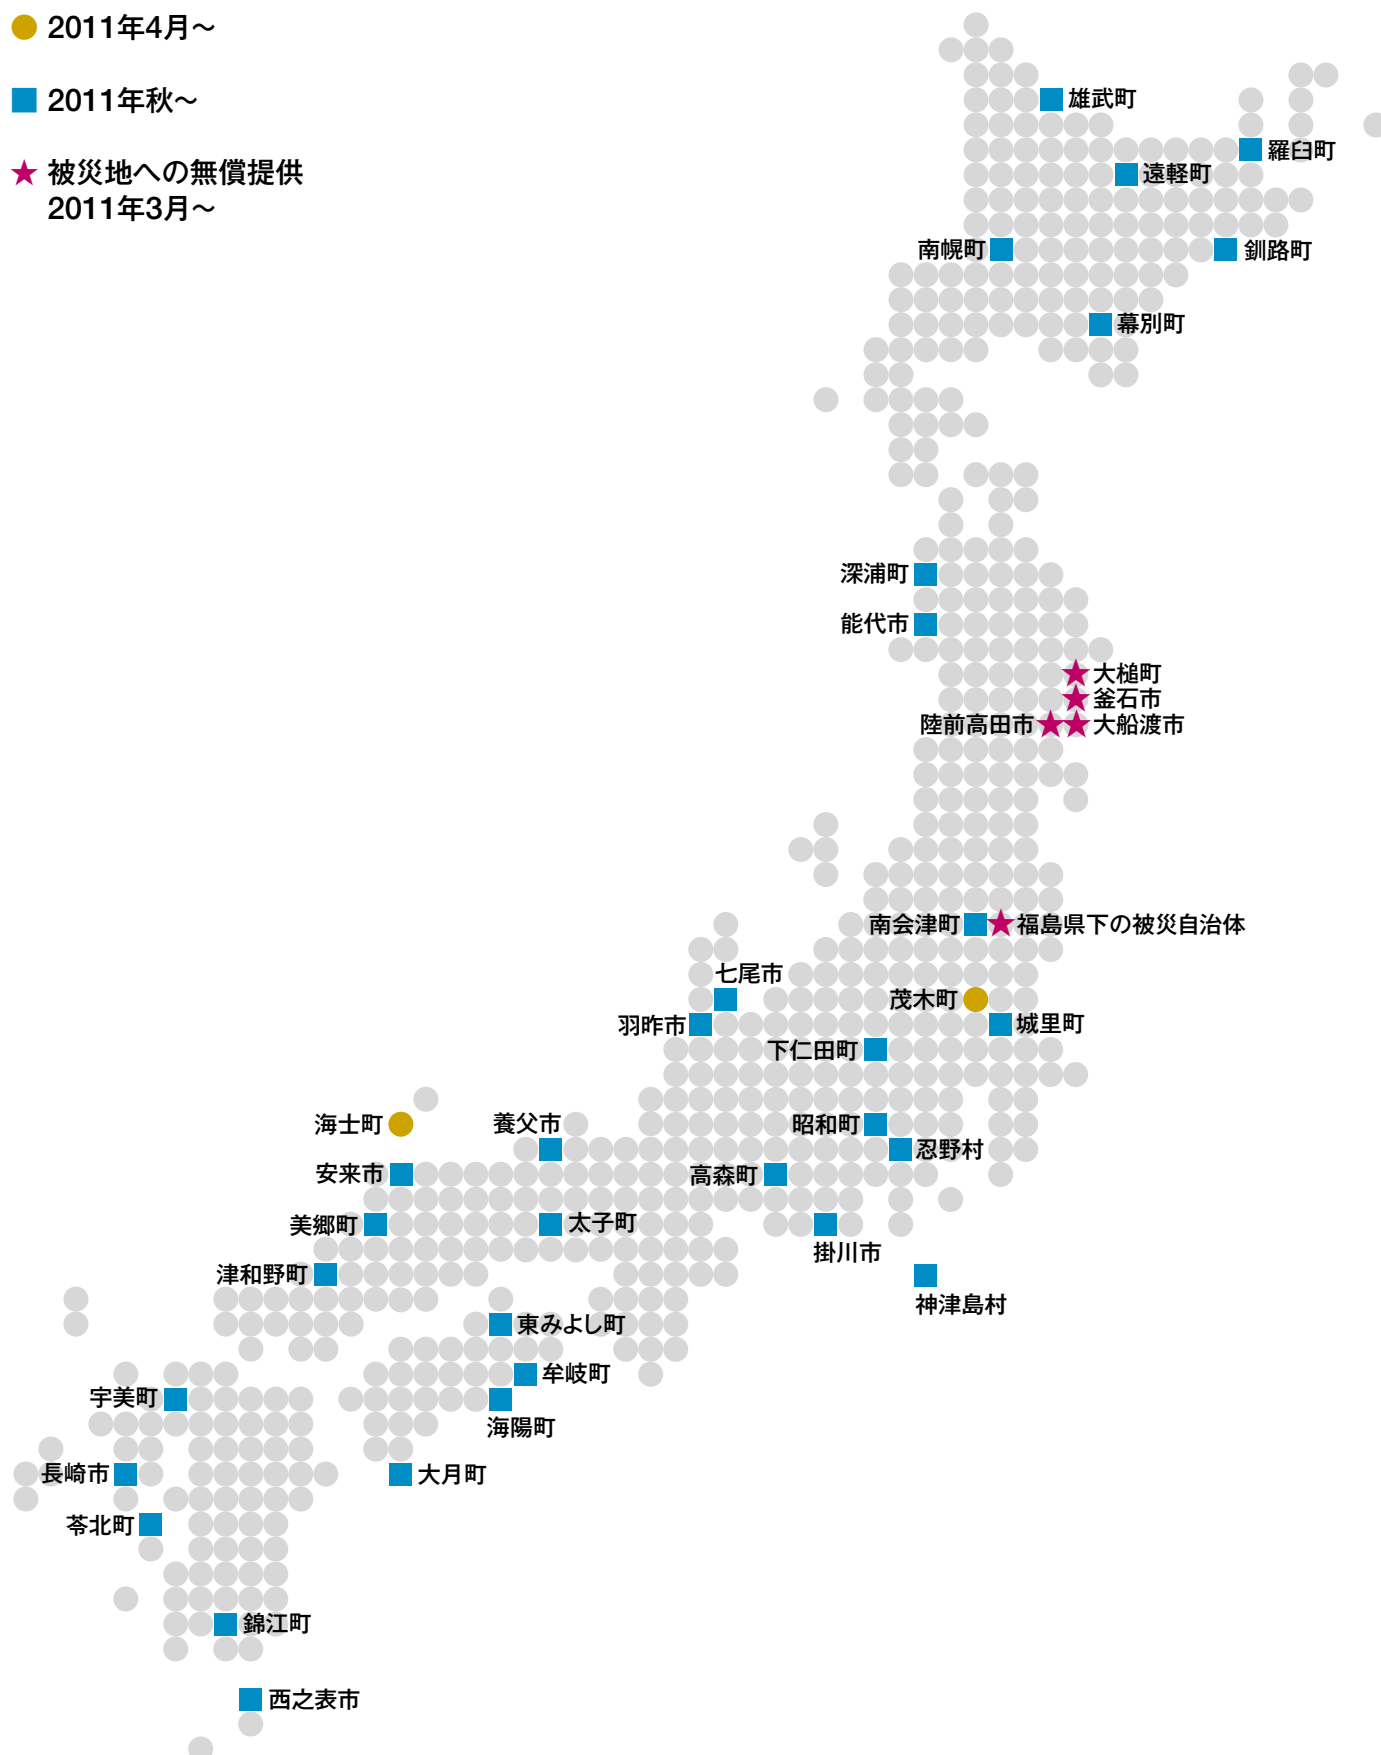 2011年4月〜
2011年秋〜
被災地への無償提供
2011年3月〜
雄武町
羅臼町
遠軽町
南幌町
釧路町
幕別町
深浦町
能代市
大槌町
釜石市
陸前高田市
大船渡市
南会津町
福島県下の被災自治体
七尾市
茂木町
羽咋市
城里町
下仁田町
海士町
養父市
昭和町
忍野村
安来市
高森町
美郷町
太子町
掛川市
津和野町
神津島村
東みよし町
牟岐町
宇美町
海陽町
長崎市
大月町
苓北町
錦江町
西之表市